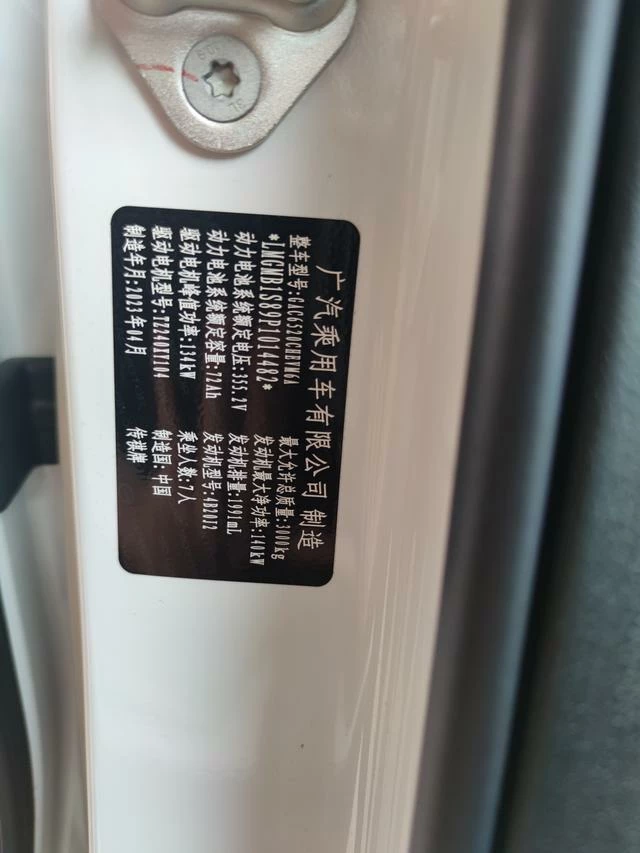 广汽乘用车有限公司 制造
整车型号:GAC6520CHEVM6A 最大允许总质量:3000kg
*LMGNB1S89P1014482* 发动机最大净功率:140kW
动力电池系统额定电压:355.2V 发动机排量:1991mL
动力电池系统额定容量:72Ah 发动机型号:4B20J2
驱动电机峰值功率:134kW 乘坐人数:7人
驱动电机型号:TZ240XY104 制造国:中国
制造年月:2023年04月 传祺牌